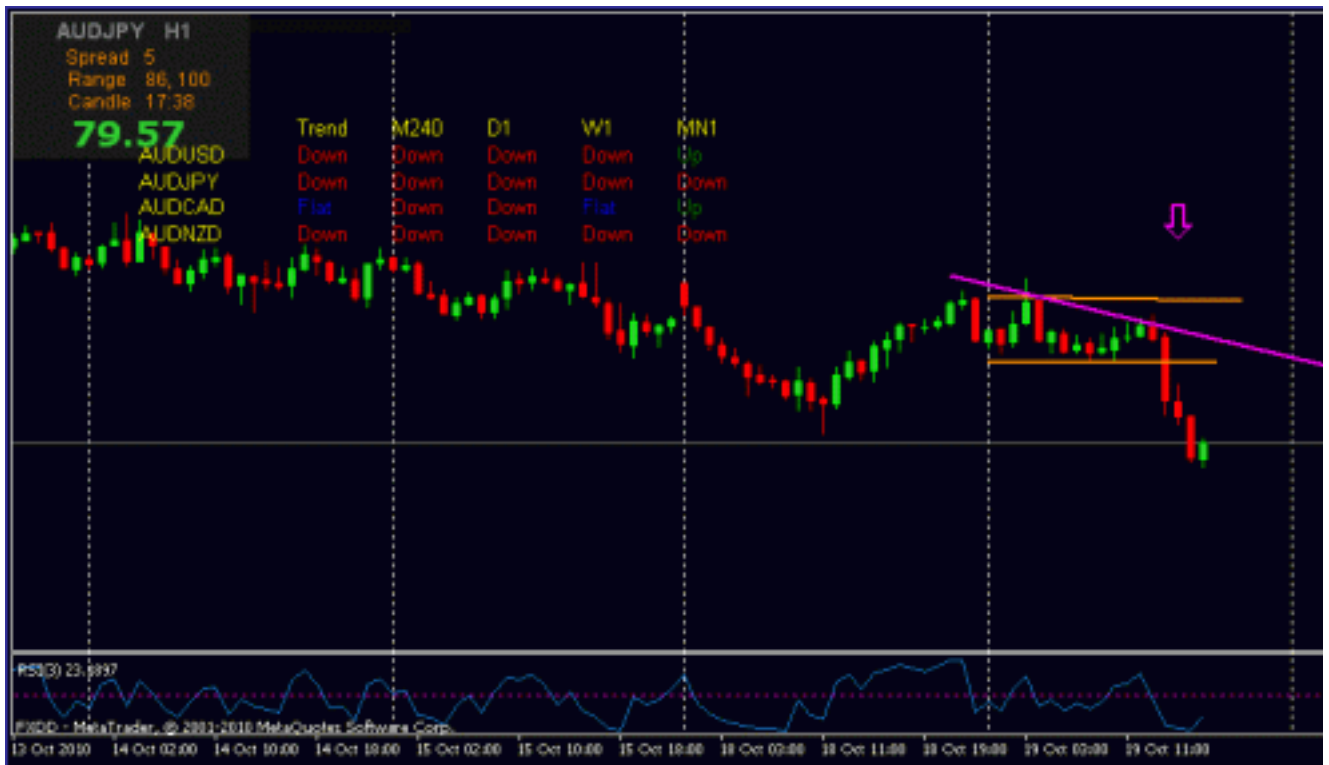 AUDJPY H1
Spread 5
Range 86, 100
Candle 17:38
79.57
Trend M240 D1 W1 MN1
AUDUSD Down Down Down Down Up
AUDJPY Down Down Down Down Down
AUDCAD Flat Down Down Flat Up
AUDNZD Down Down Down Down Down
RSI(3)
FXDD - MetaTrader, © 2001-2010 MetaQuotes Software Corp.
13 Oct 2010 14 Oct 02:00 14 Oct 10:00 14 Oct 18:00 15 Oct 02:00 15 Oct 10:00 15 Oct 18:00 18 Oct 03:00 18 Oct 11:00 18 Oct 19:00 19 Oct 03:00 19 Oct 11:00